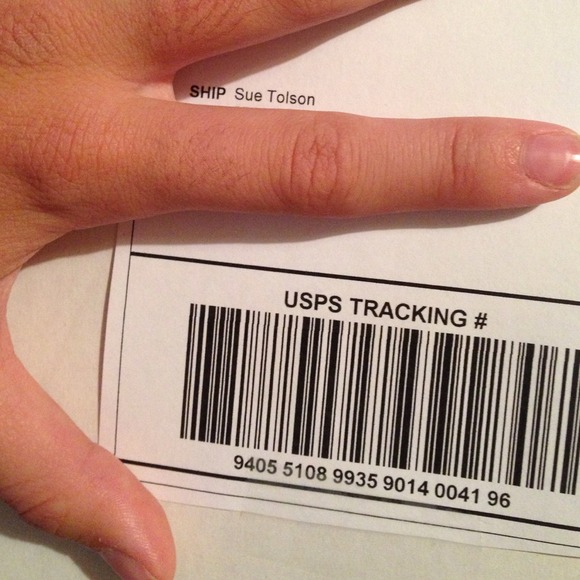 SHIP Sue Tolson
USPS TRACKING #
9405 5108 9935 9014 0041 96